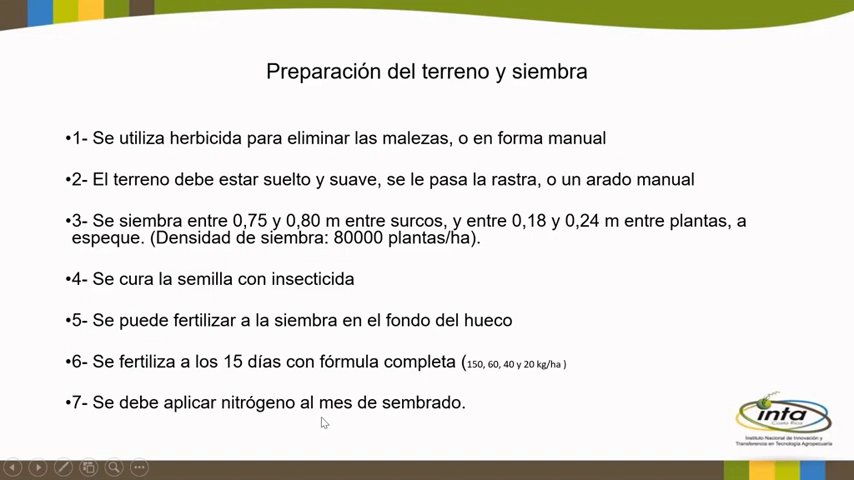 Preparación del terreno y siembra
•1- Se utiliza herbicida para eliminar las malezas, o en forma manual
•2- El terreno debe estar suelto y suave, se le pasa la rastra, o un arado manual
•3- Se siembra entre 0,75 y 0,80 m entre surcos, y entre 0,18 y 0,24 m entre plantas, a
espeque. (Densidad de siembra: 80000 plantas/ha).
•4- Se cura la semilla con insecticida
•5- Se puede fertilizar a la siembra en el fondo del hueco
•6- Se fertiliza a los 15 días con fórmula completa (150, 60, 40 y 20 kg/ha )
•7- Se debe aplicar nitrógeno al mes de sembrado.
inta
Costa Rica
Instituto Nacional de Innovación y
Transferencia en Tecnología Agropecuaria